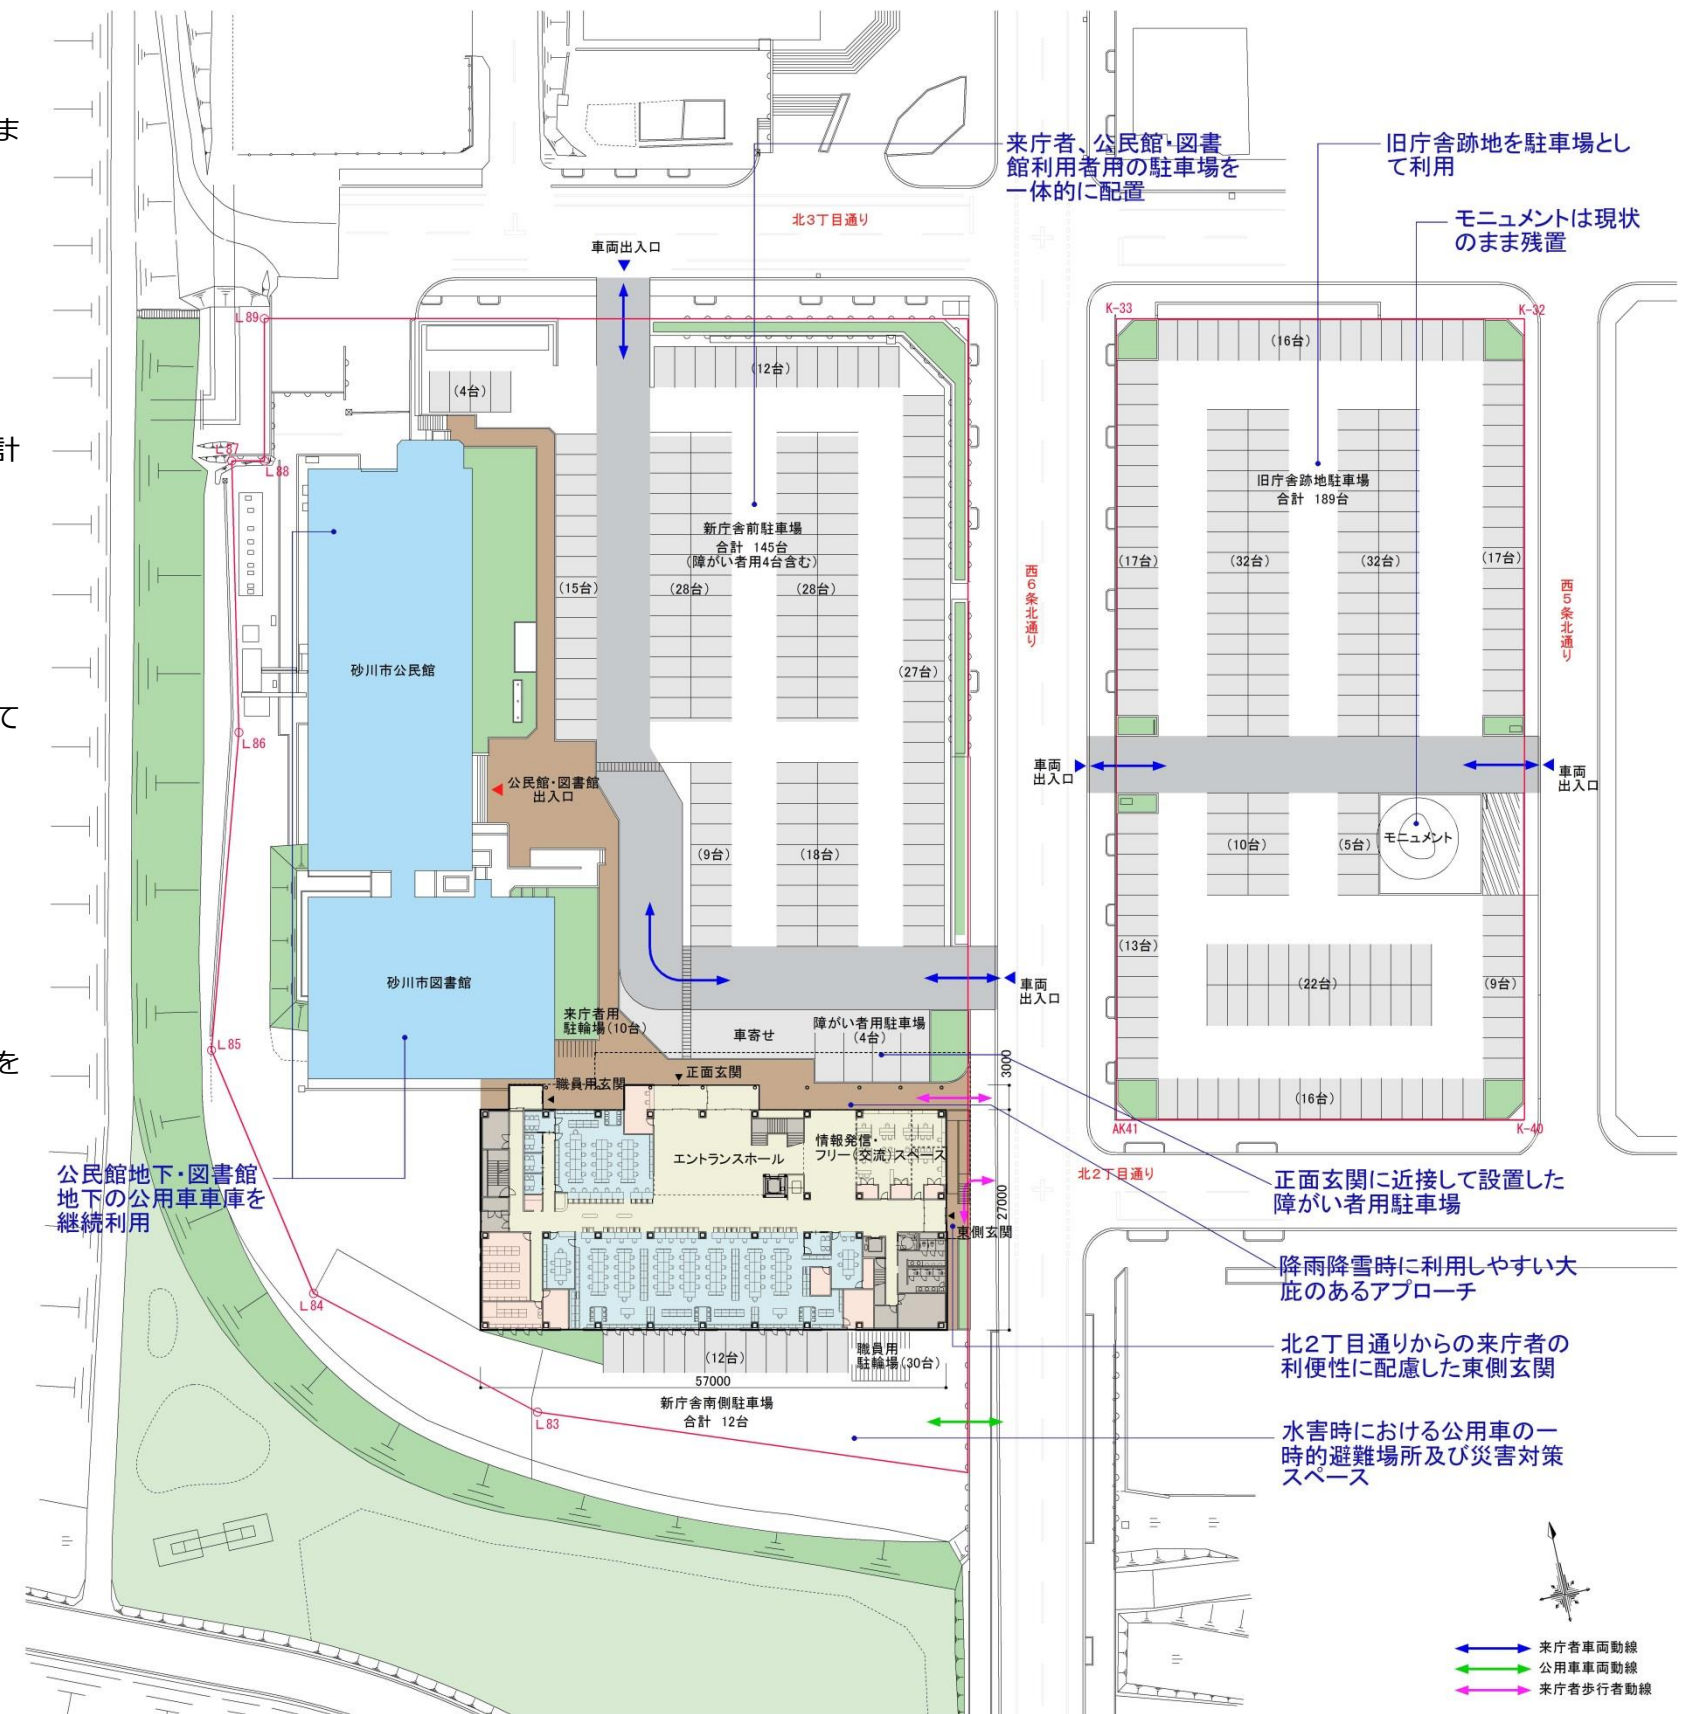 ま
計
て
を
来庁者、公民館・図書
館利用者用の駐車場を
一体的に配置
旧庁舎跡地を駐車場とし
て利用
モニュメントは現状
のまま残置
北3丁目通り
車両出入口
L89
K-33
K-32
(16台)
(12台)
(4台)
L87
L88
旧庁舎跡地駐車場
合計 189台
新庁舎前駐車場
合計 145台
(障がい者用4台含む)
(15台)
(28台)
(28台)
(17台)
(32台)
(32台)
(17台)
西6条北通り
西5条北通り
砂川市公民館
(27台)
L86
公民館・図書館
出入口
車両
出入口
車両
出入口
(9台)
(18台)
(10台)
(5台)
モニュメント
(13台)
砂川市図書館
(22台)
(9台)
車両
出入口
来庁者用
駐輪場(10台)
車寄せ
障がい者用駐車場
(4台)
L85
3000
職員用玄関
正面玄関
(16台)
AK41
K-40
エントランスホール
情報発信・
フリー(交流)スペース
北2丁目通り
公民館地下・図書館
地下の公用車車庫を
継続利用
正面玄関に近接して設置した
障がい者用駐車場
27000
東側玄関
降雨降雪時に利用しやすい大
庇のあるアプローチ
L84
(12台)
職員用
駐輪場(30台)
北2丁目通りからの来庁者の
利便性に配慮した東側玄関
57000
新庁舎南側駐車場
合計 12台
L83
水害時における公用車の一
時的避難場所及び災害対策
スペース
来庁者車両動線
公用車車両動線
来庁者歩行者動線